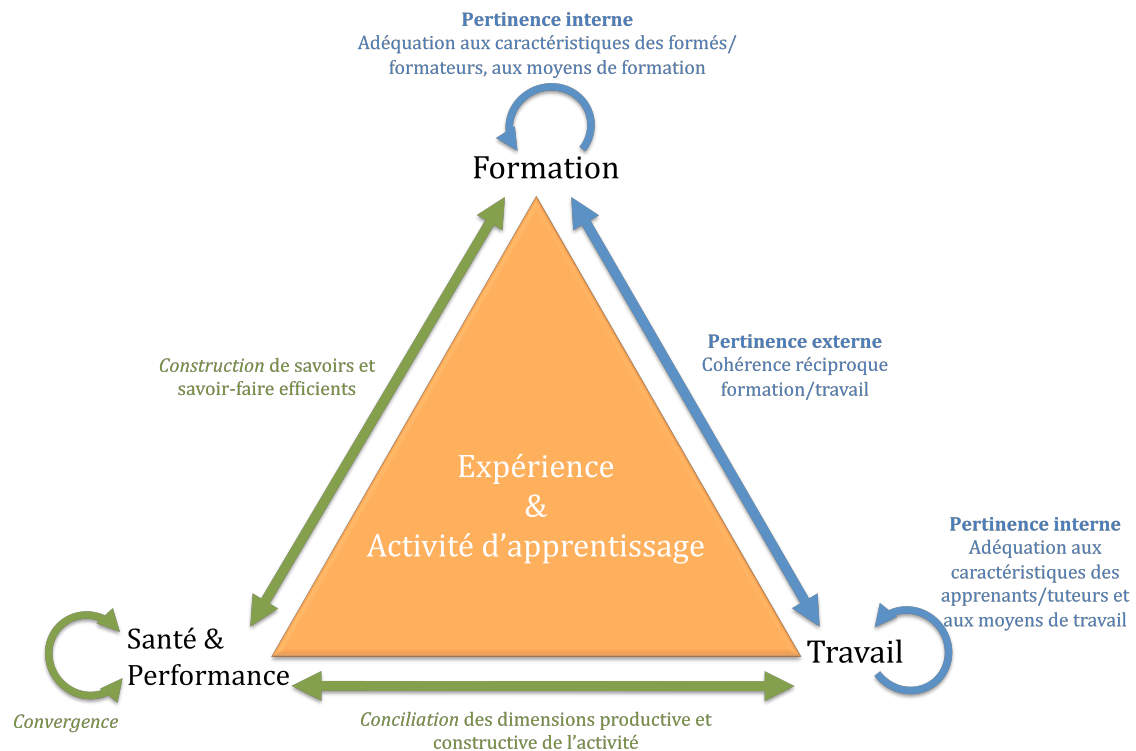 Pertinence interne
Adéquation aux caractéristiques des formés/
formateurs, aux moyens de formation
Formation
Pertinence externe
Cohérence réciproque
formation/travail
Construction de savoirs et
savoir-faire efficients
Expérience
&
Activité d’apprentissage
Pertinence interne
Adéquation aux
caractéristiques des
apprenants/tuteurs et
aux moyens de travail
Santé &
Performance
Travail
Convergence
Conciliation des dimensions productive et
constructive de l’activité